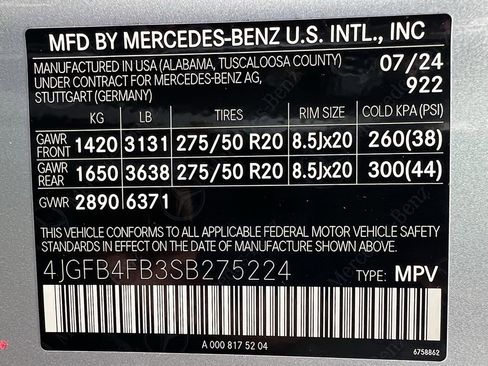 MFD BY MERCEDES-BENZ U.S. INTL., INC
MANUFACTURED IN USA (ALABAMA, TUSCALOOSA COUNTY) 07/24
UNDER CONTRACT FOR MERCEDES-BENZ AG, 922
STUTTGART (GERMANY)
KG LB TIRES RIM SIZE COLD KPA (PSI)
GAWR FRONT 1420 3131 275/50 R20 8.5Jx20 260(38)
GAWR REAR 1650 3638 275/50 R20 8.5Jx20 300(44)
GVWR 2890 6371
THIS VEHICLE CONFORMS TO ALL APPLICABLE FEDERAL MOTOR VEHICLE SAFETY
STANDARDS IN EFFECT ON THE DATE OF MANUFACTURE SHOWN ABOVE.
4JGFB4FB3SB275224 TYPE: MPV
A 000 817 52 04
6758862